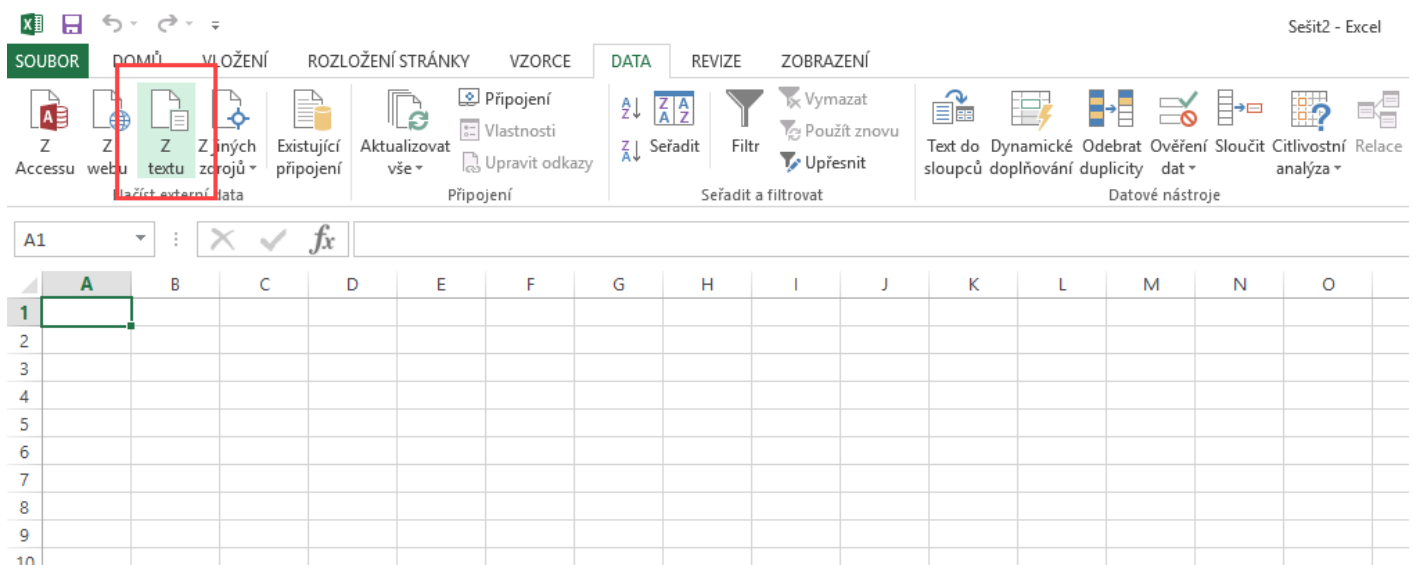 Sešit2 - Excel
SOUBOR DOMŮ VLOŽENÍ ROZLOŽENÍ STRÁNKY VZORCE DATA REVIZE ZOBRAZENÍ
Z Accessu
Z webu
Z textu
Z jiných zdrojů
Existující připojení
Načíst externí data
Aktualizovat vše
Připojení
Vlastnosti
Upravit odkazy
Připojení
Seřadit
Filtr
Vymazat
Použít znovu
Upřesnit
Seřadit a filtrovat
Text do sloupců
Dynamické doplňování
Odebrat duplicity
Ověření dat
Sloučit
Citlivostní analýza
Relace
Datové nástroje
A1 fx
A B C D E F G H I J K L M N O
1
2
3
4
5
6
7
8
9
10